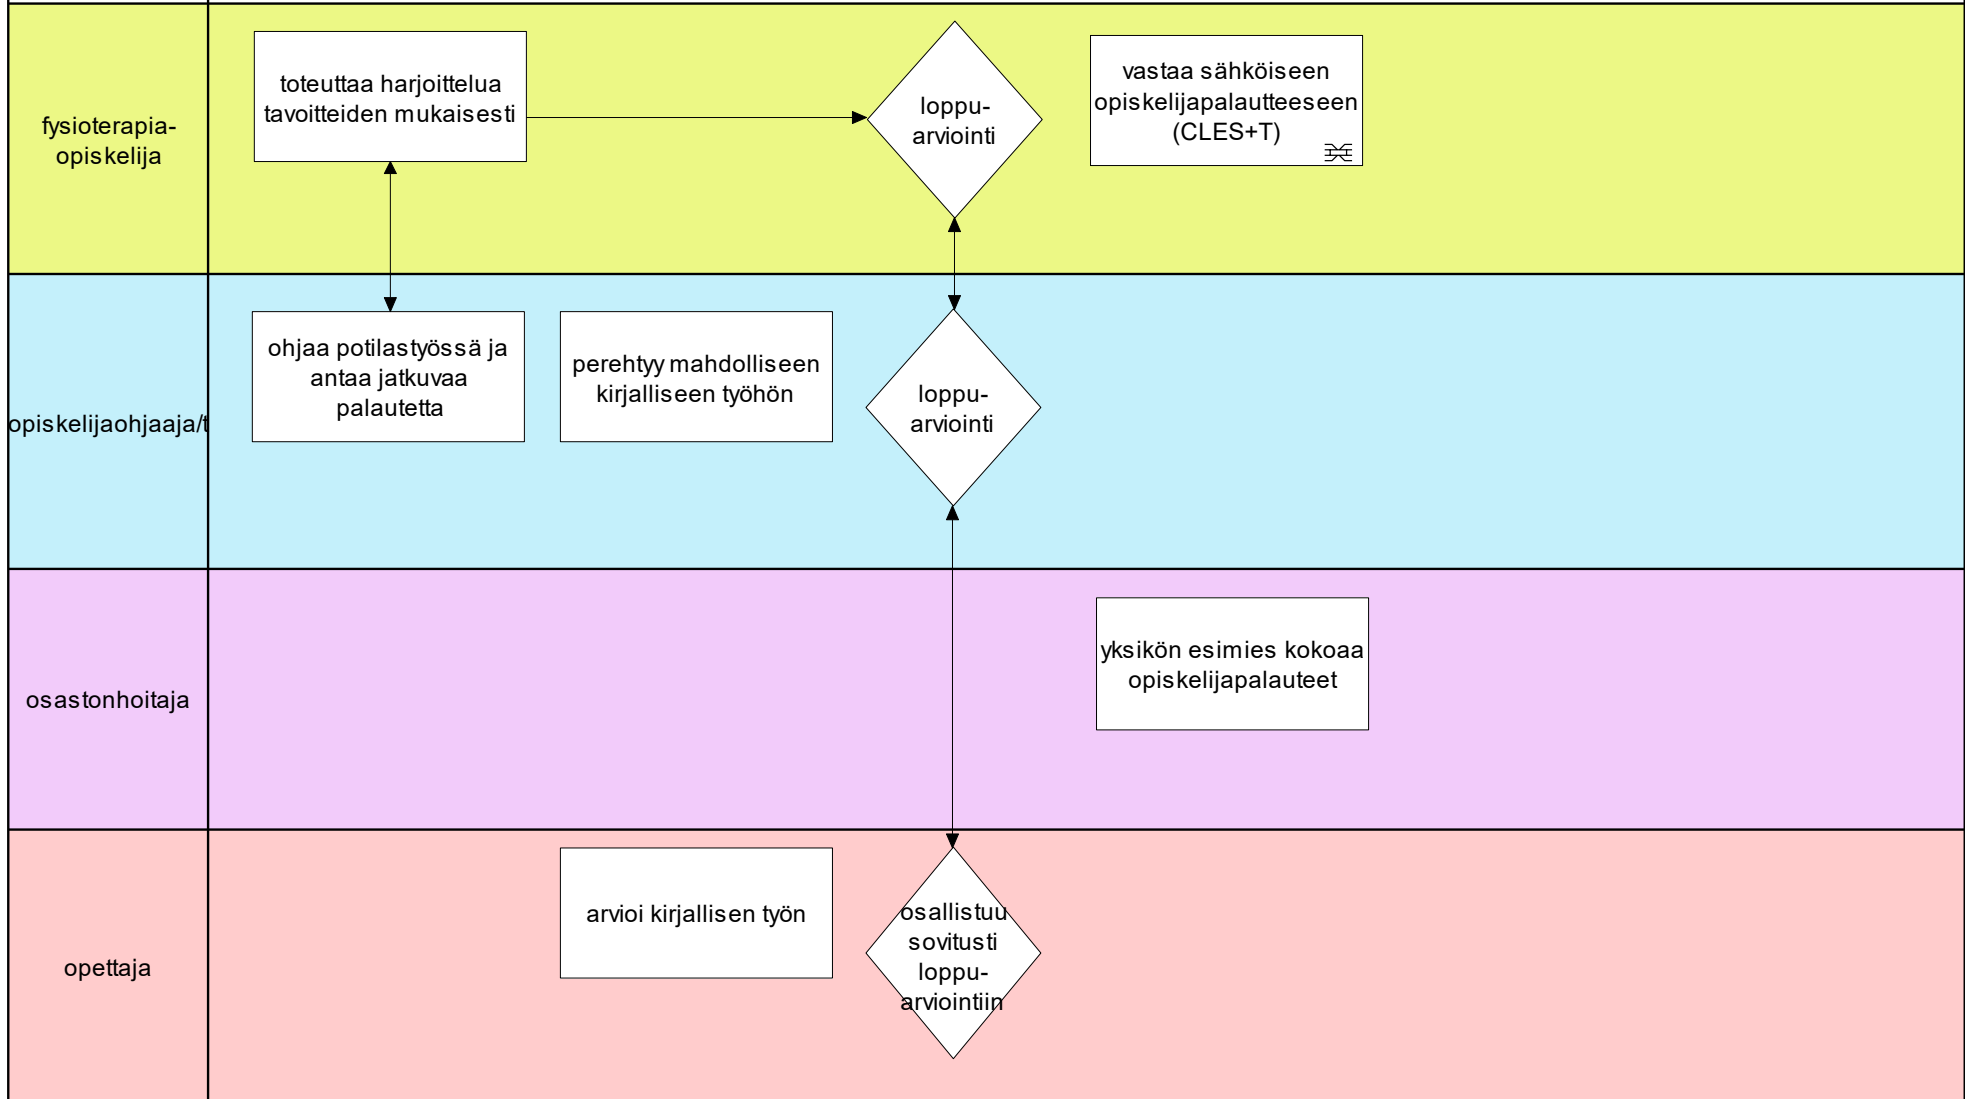 fysioterapia-
opiskelija
toteuttaa harjoittelua
tavoitteiden mukaisesti
loppu-
arviointi
vastaa sähköiseen
opiskelijapalautteeseen
(CLES+T)
opiskelijaohjaaja/t
ohjaa potilastyössä ja
antaa jatkuvaa
palautetta
perehtyy mahdolliseen
kirjalliseen työhön
loppu-
arviointi
osastonhoitaja
yksikön esimies kokoaa
opiskelijapalauteet
opettaja
arvioi kirjallisen työn
osallistuu
sovitusti
loppu-
arviointiin